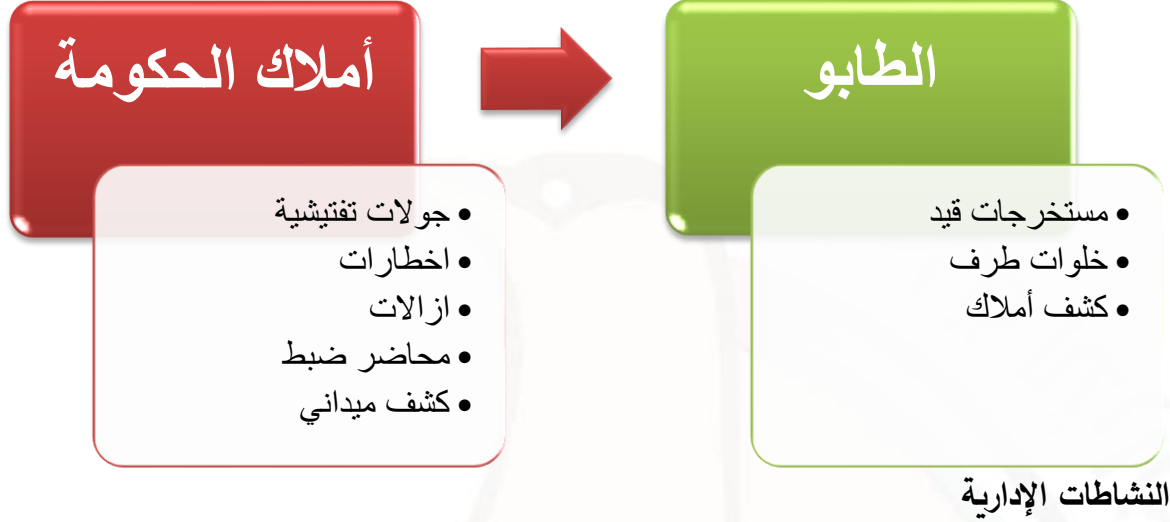 الطابو
• مستخرجات قيد
• خلوات طرف
• كشف أملاك
أملاك الحكومة
• جولات تفتيشية
• اخطارات
• ازالات
• محاضر ضبط
• كشف ميداني
النشاطات الإدارية